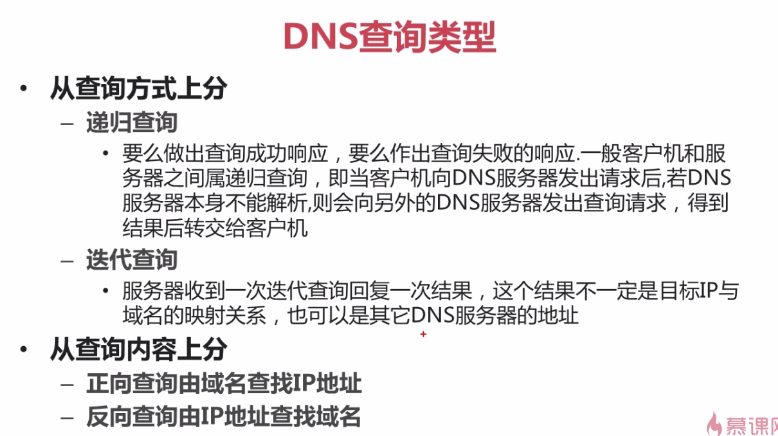 DNS查询类型
• 从查询方式上分
– 递归查询
• 要么做出查询成功响应，要么作出查询失败的响应.一般客户机和服
务器之间属递归查询，即当客户机向DNS服务器发出请求后,若DNS
服务器本身不能解析,则会向另外的DNS服务器发出查询请求，得到
结果后转交给客户机
– 迭代查询
• 服务器收到一次迭代查询回复一次结果，这个结果不一定是目标IP与
域名的映射关系，也可以是其它DNS服务器的地址
• 从查询内容上分
– 正向查询由域名查找IP地址
– 反向查询由IP地址查找域名
慕课网